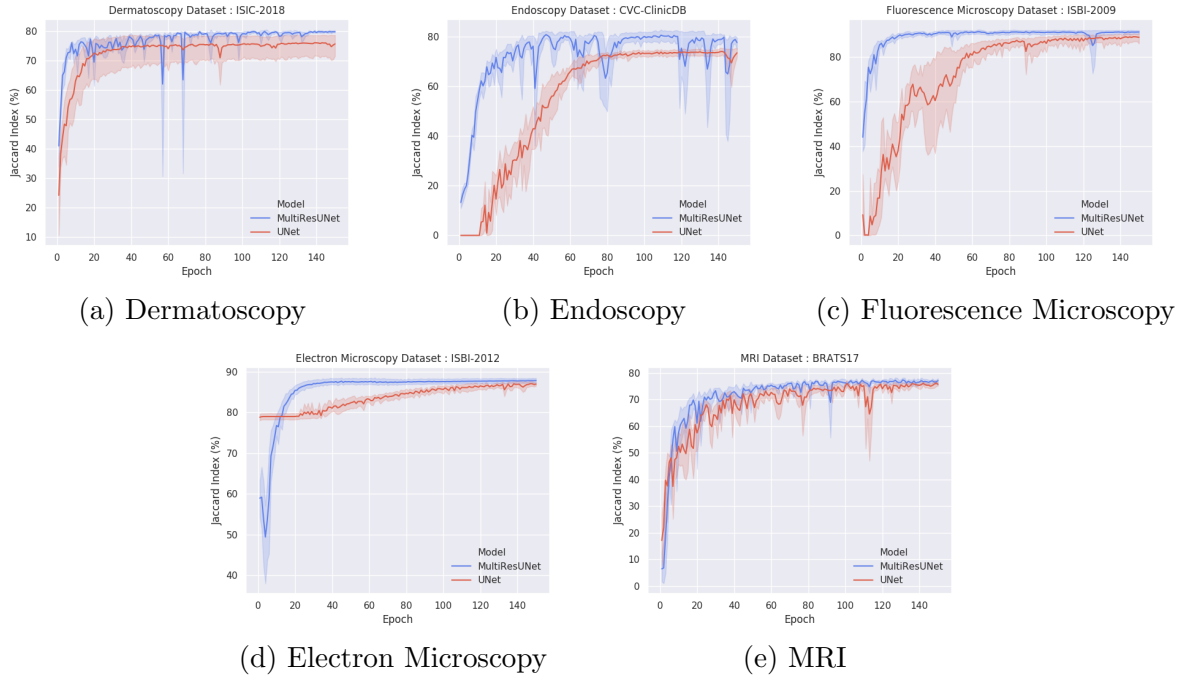 Dermatoscopy Dataset : ISIC-2018
80
70
60
50
40
30
20
10
Jaccard Index (%)
Model
MultiResUNet
UNet
0 20 40 60 80 100 120 140
Epoch
(a) Dermatoscopy
Endoscopy Dataset : CVC-ClinicDB
80
60
40
20
0
Jaccard Index (%)
Model
MultiResUNet
UNet
0 20 40 60 80 100 120 140
Epoch
(b) Endoscopy
Fluorescence Microscopy Dataset : ISBI-2009
80
60
40
20
0
Jaccard Index (%)
Model
MultiResUNet
UNet
0 20 40 60 80 100 120 140
Epoch
(c) Fluorescence Microscopy
Electron Microscopy Dataset : ISBI-2012
90
80
70
60
50
40
Jaccard Index (%)
Model
MultiResUNet
UNet
0 20 40 60 80 100 120 140
Epoch
(d) Electron Microscopy
MRI Dataset : BRATS17
80
70
60
50
40
30
20
10
0
Jaccard Index (%)
Model
MultiResUNet
UNet
0 20 40 60 80 100 120 140
Epoch
(e) MRI